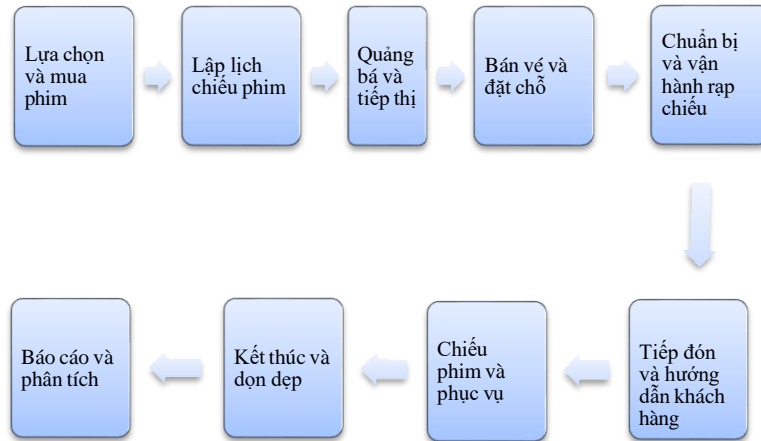 Lựa chọn
và mua
phim
Lập lịch
chiếu phim
Quảng
bá và
tiếp thị
Bán vé và
đặt chỗ
Chuẩn bị
và vận
hành rạp
chiếu
Tiếp đón
và hướng
dẫn khách
hàng
Chiếu
phim và
phục vụ
Kết thúc và
dọn dẹp
Báo cáo và
phân tích